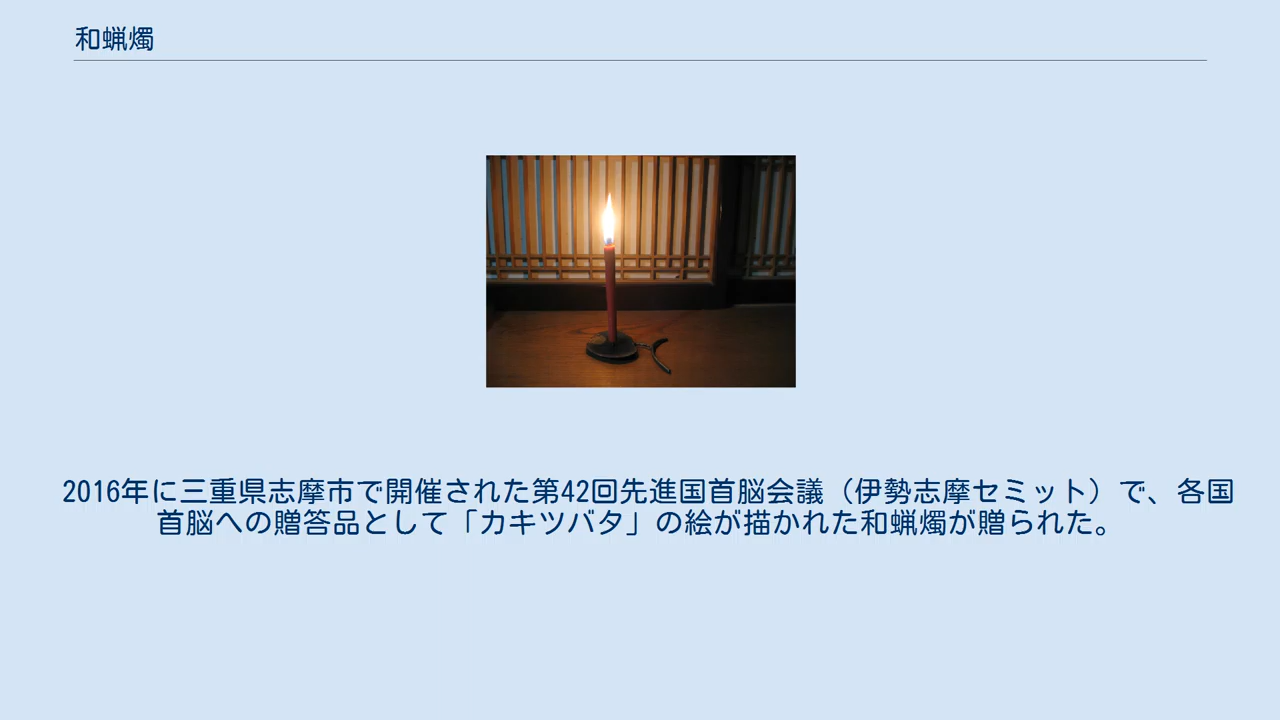 和蝋燭
2016年に三重県志摩市で開催された第42回先進国首脳会議（伊勢志摩セミット）で、各国
首脳への贈答品として「カキツバタ」の絵が描かれた和蝋燭が贈られた。